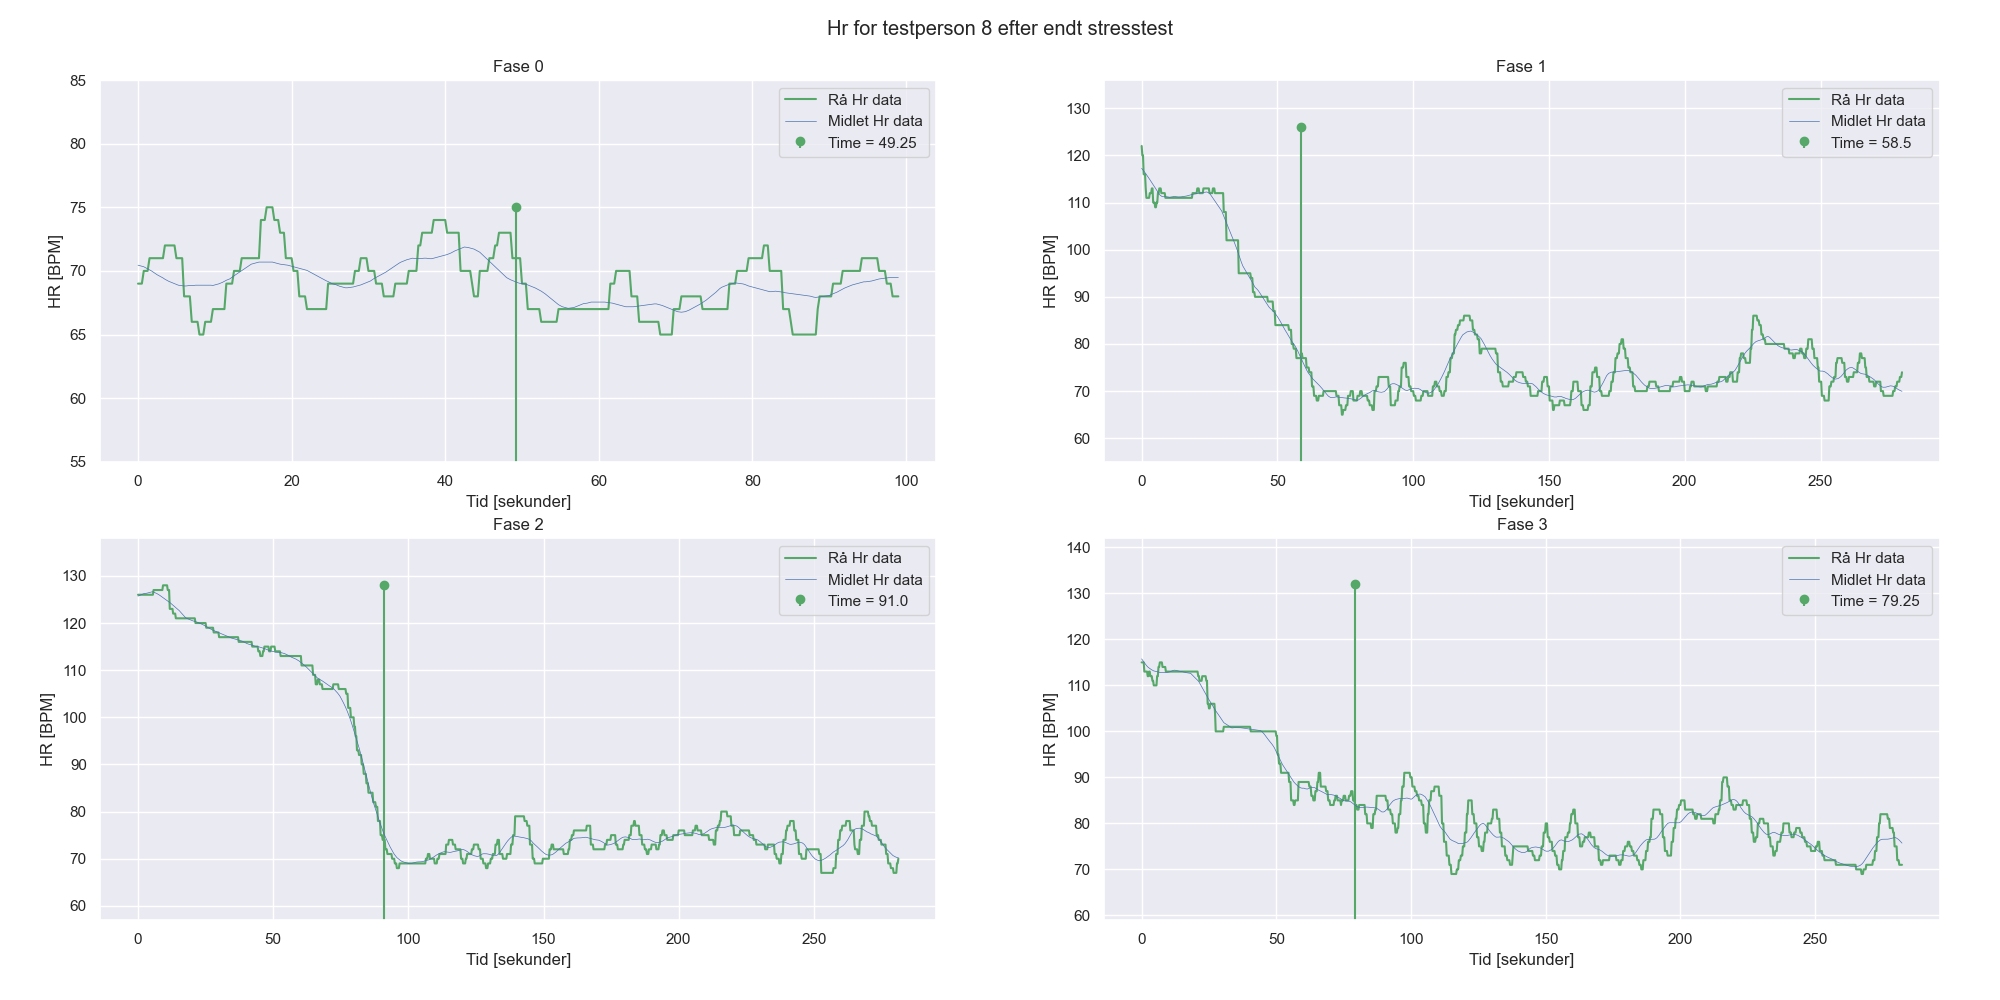 Hr for testperson 8 efter endt stresstest
Fase 0
85
80
75
70
65
60
55
HR [BPM]
0 20 40 60 80 100
Tid [sekunder]
Rå Hr data
Midlet Hr data
Time = 49.25
Fase 1
130
120
110
100
90
80
70
60
HR [BPM]
0 50 100 150 200 250
Tid [sekunder]
Rå Hr data
Midlet Hr data
Time = 58.5
Fase 2
130
120
110
100
90
80
70
60
HR [BPM]
0 50 100 150 200 250
Tid [sekunder]
Rå Hr data
Midlet Hr data
Time = 91.0
Fase 3
140
130
120
110
100
90
80
70
60
HR [BPM]
0 50 100 150 200 250
Tid [sekunder]
Rå Hr data
Midlet Hr data
Time = 79.25